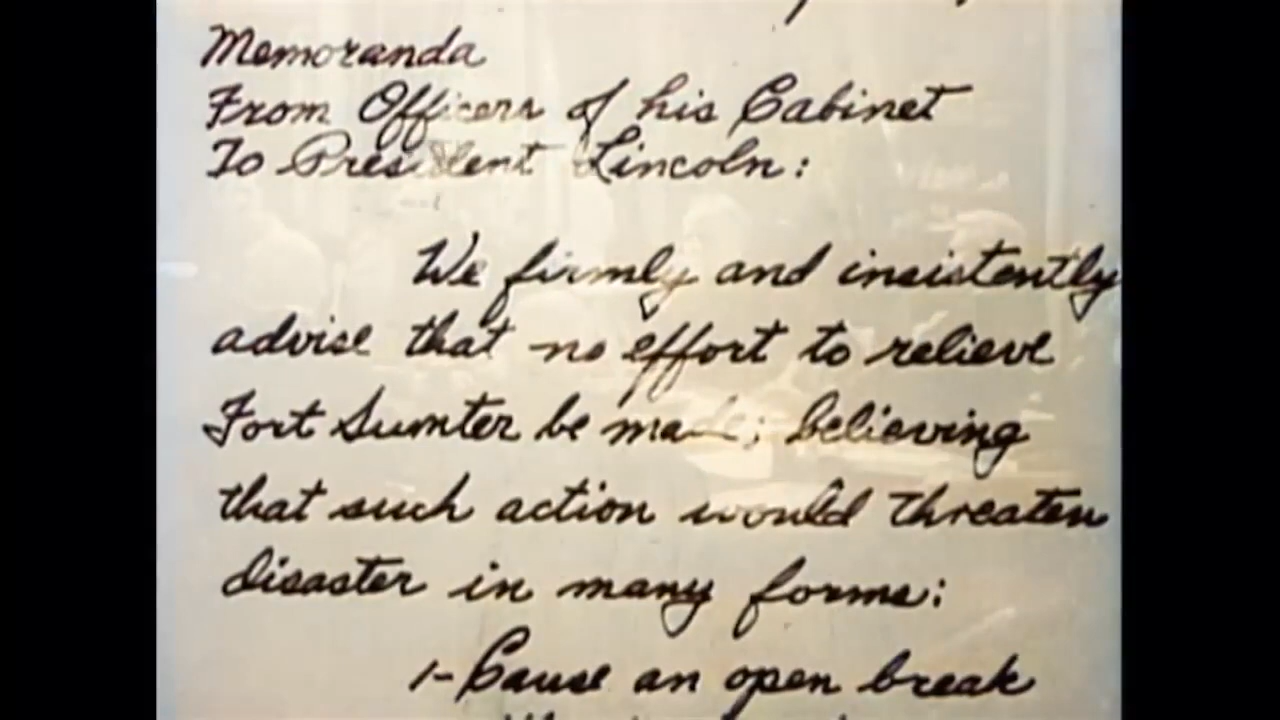 Memoranda
From Officers of his Cabinet
To President Lincoln:
We firmly and insistently
advise that no effort to relieve
Fort Sumter be made; believing
that such action would threaten
disaster in many forms:
1- Cause an open break